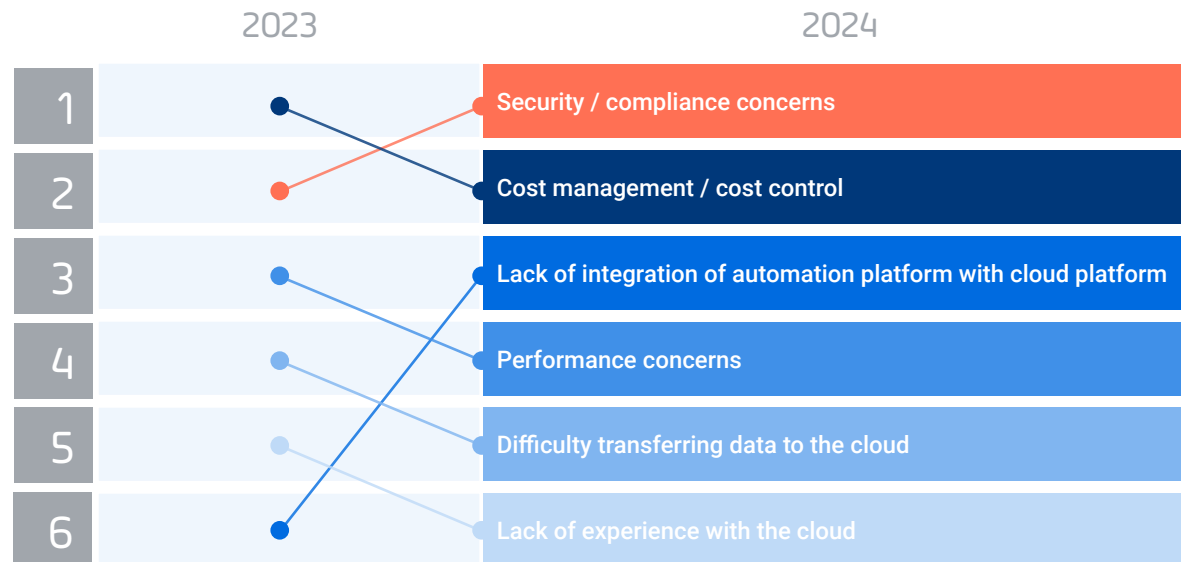 2023 2024
1 Security / compliance concerns
2 Cost management / cost control
3 Lack of integration of automation platform with cloud platform
4 Performance concerns
5 Difficulty transferring data to the cloud
6 Lack of experience with the cloud